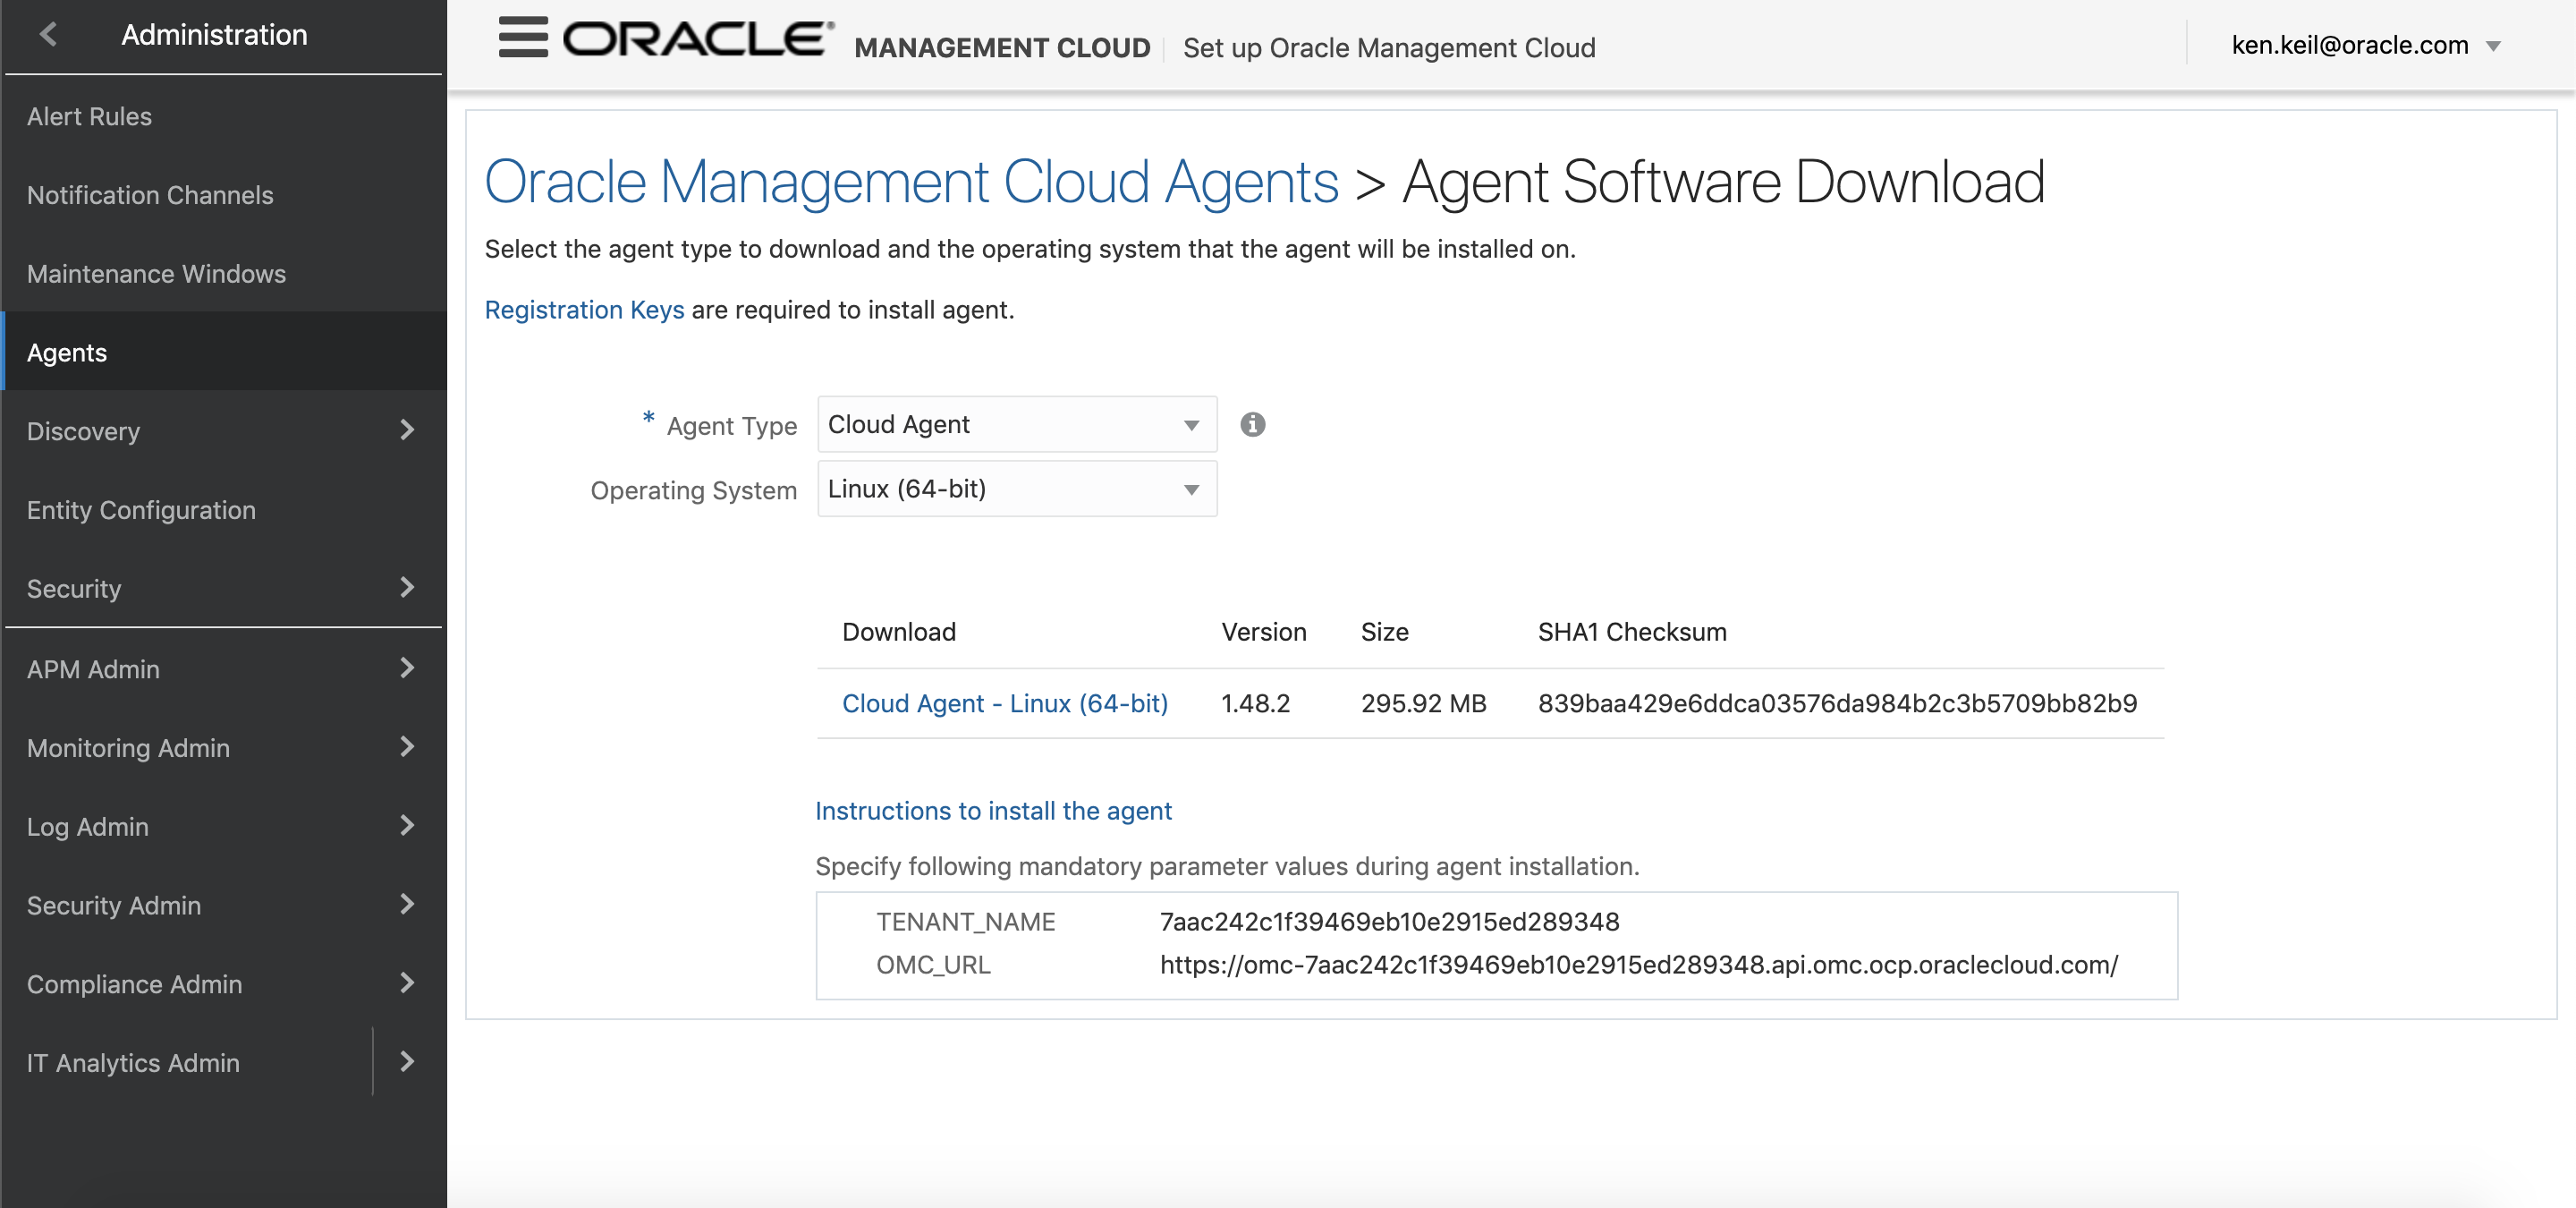 Administration
Alert Rules
Notification Channels
Maintenance Windows
Agents
Discovery
Entity Configuration
Security
APM Admin
Monitoring Admin
Log Admin
Security Admin
Compliance Admin
IT Analytics Admin
ORACLE® MANAGEMENT CLOUD Set up Oracle Management Cloud
ken.keil@oracle.com
Oracle Management Cloud Agents > Agent Software Download
Select the agent type to download and the operating system that the agent will be installed on.
Registration Keys are required to install agent.
* Agent Type Cloud Agent
Operating System Linux (64-bit)
Download Version Size SHA1 Checksum
Cloud Agent - Linux (64-bit) 1.48.2 295.92 MB 839baa429e6ddca03576da984b2c3b5709bb82b9
Instructions to install the agent
Specify following mandatory parameter values during agent installation.
TENANT_NAME 7aac242c1f39469eb10e2915ed289348
OMC_URL https://omc-7aac242c1f39469eb10e2915ed289348.api.omc.ocp.oraclecloud.com/